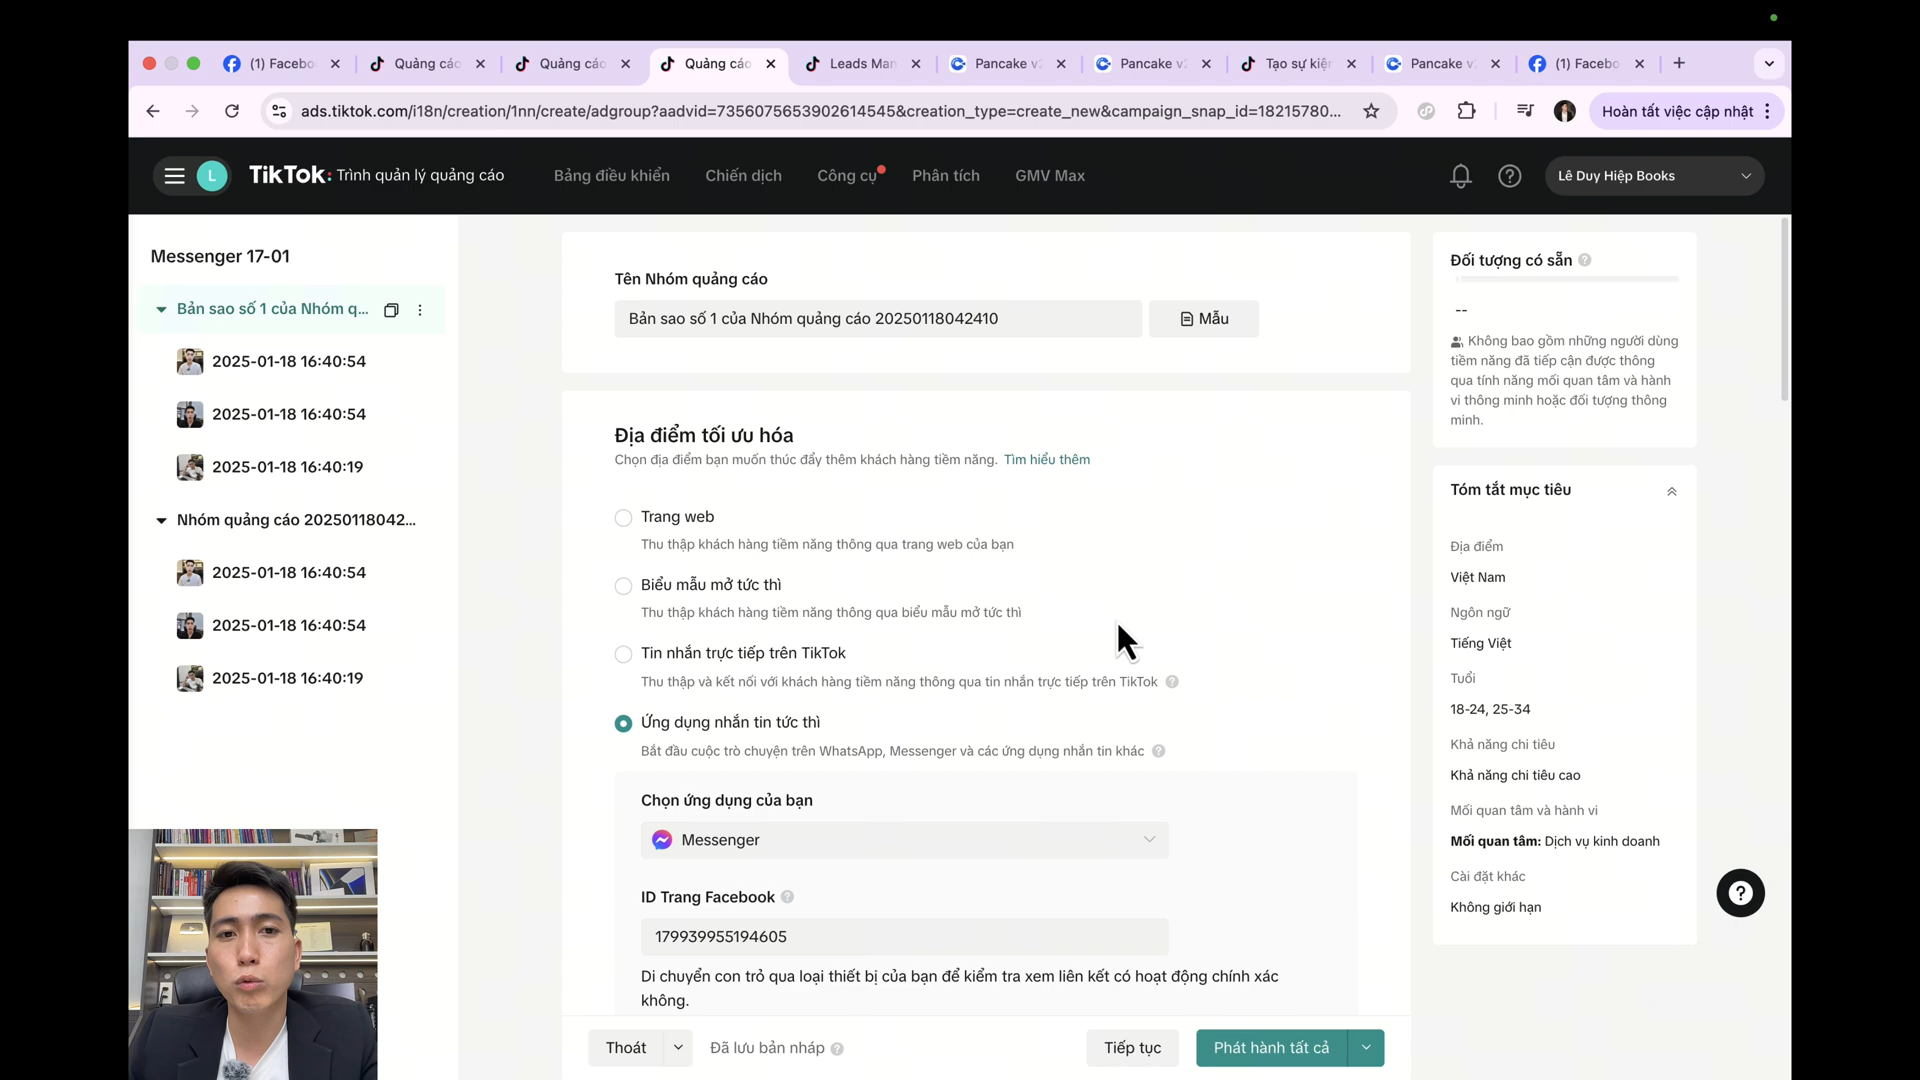 (1) Facebo
Quảng cáo
Quảng cáo
Quảng cáo
Leads Man
Pancake v
Pancake v
Tạo sự kiện
Pancake v
(1) Facebo
ads.tiktok.com/i18n/creation/1nn/create/adgroup?aadvid=7356075653902614545&creation_type=create_new&campaign_snap_id=18215780...
Hoàn tất việc cập nhật
L
TikTok: Trình quản lý quảng cáo
Bảng điều khiển
Chiến dịch
Công cụ
Phân tích
GMV Max
Lê Duy Hiệp Books
Messenger 17-01
Bản sao số 1 của Nhóm q...
2025-01-18 16:40:54
2025-01-18 16:40:54
2025-01-18 16:40:19
Nhóm quảng cáo 20250118042...
2025-01-18 16:40:54
2025-01-18 16:40:54
2025-01-18 16:40:19
Tên Nhóm quảng cáo
Bản sao số 1 của Nhóm quảng cáo 20250118042410
Mẫu
Địa điểm tối ưu hóa
Chọn địa điểm bạn muốn thúc đẩy thêm khách hàng tiềm năng. Tìm hiểu thêm
Trang web
Thu thập khách hàng tiềm năng thông qua trang web của bạn
Biểu mẫu mở tức thì
Thu thập khách hàng tiềm năng thông qua biểu mẫu mở tức thì
Tin nhắn trực tiếp trên TikTok
Thu thập và kết nối với khách hàng tiềm năng thông qua tin nhắn trực tiếp trên TikTok
Ứng dụng nhắn tin tức thì
Bắt đầu cuộc trò chuyện trên WhatsApp, Messenger và các ứng dụng nhắn tin khác
Chọn ứng dụng của bạn
Messenger
ID Trang Facebook
179939955194605
Di chuyển con trỏ qua loại thiết bị của bạn để kiểm tra xem liên kết có hoạt động chính xác
không.
Thoát
Đã lưu bản nháp
Tiếp tục
Phát hành tất cả
Đối tượng có sẵn
--
Không bao gồm những người dùng
tiềm năng đã tiếp cận được thông
qua tính năng mối quan tâm và hành
vi thông minh hoặc đối tượng thông
minh.
Tóm tắt mục tiêu
Địa điểm
Việt Nam
Ngôn ngữ
Tiếng Việt
Tuổi
18-24, 25-34
Khả năng chi tiêu
Khả năng chi tiêu cao
Mối quan tâm và hành vi
Mối quan tâm: Dịch vụ kinh doanh
Cài đặt khác
Không giới hạn